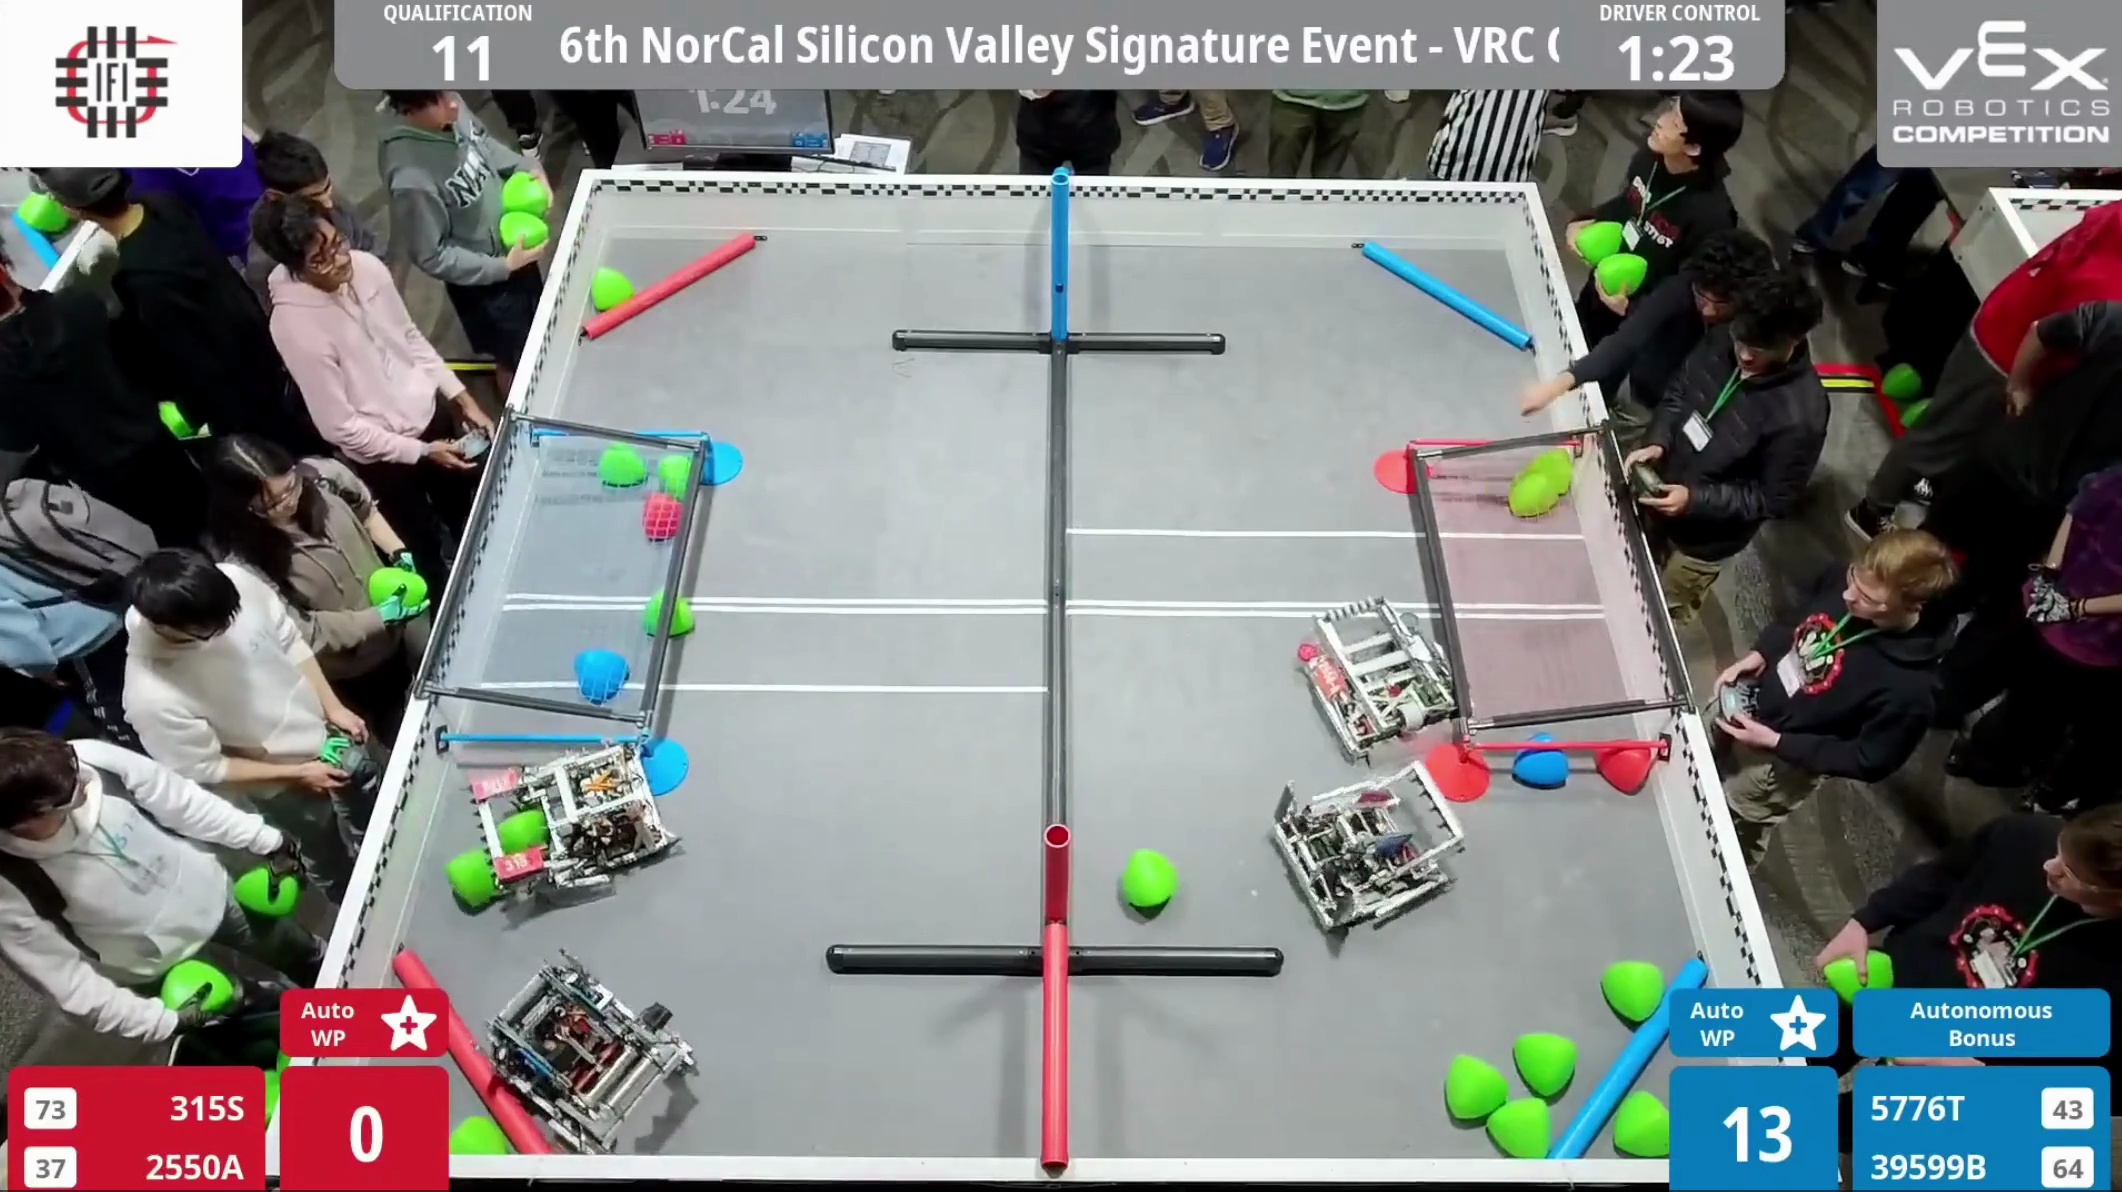 QUALIFICATION
11
6th NorCal Silicon Valley Signature Event - VRC
DRIVER CONTROL
1:23
IFI
VEX
ROBOTICS
COMPETITION
1:24
315
Auto
WP
73 315S
37 2550A
0
Auto
WP
Autonomous
Bonus
13
5776T 43
39599B 64